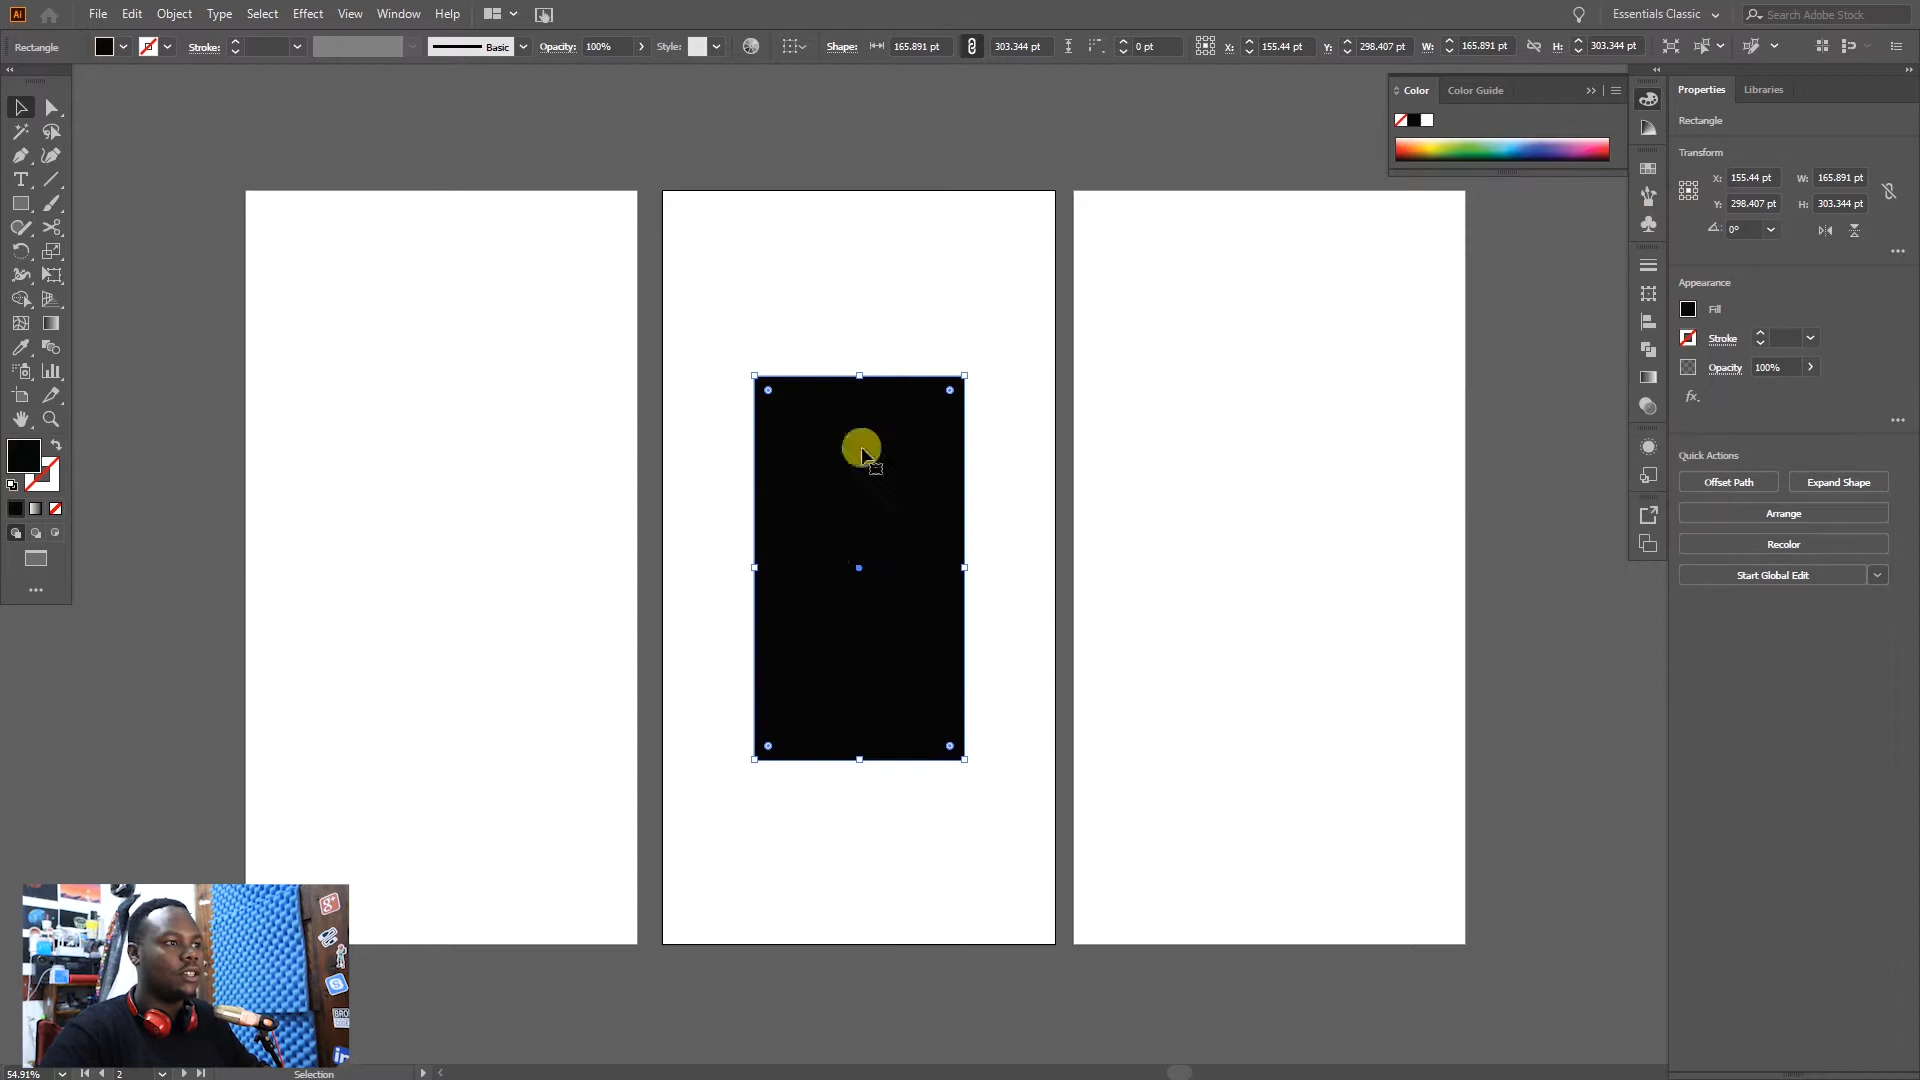 Ai File Edit Object Type Select Effect View Window Help Essentials Classic Search Adobe Stock
Rectangle Stroke: Basic Opacity: 100% Style: Shape: 165.891 pt 303.344 pt 0 pt X: 155.44 pt Y: 298.407 pt W: 165.891 pt H: 303.344 pt
Color Color Guide
Properties Libraries
Rectangle
Transform
X: 155.44 pt W: 165.891 pt
Y: 298.407 pt H: 303.344 pt
0°
Appearance
Fill
Stroke
Opacity 100%
fx.
Quick Actions
Offset Path Expand Shape
Arrange
Recolor
Start Global Edit
T
g+
S
in
54.91% 2 Selection